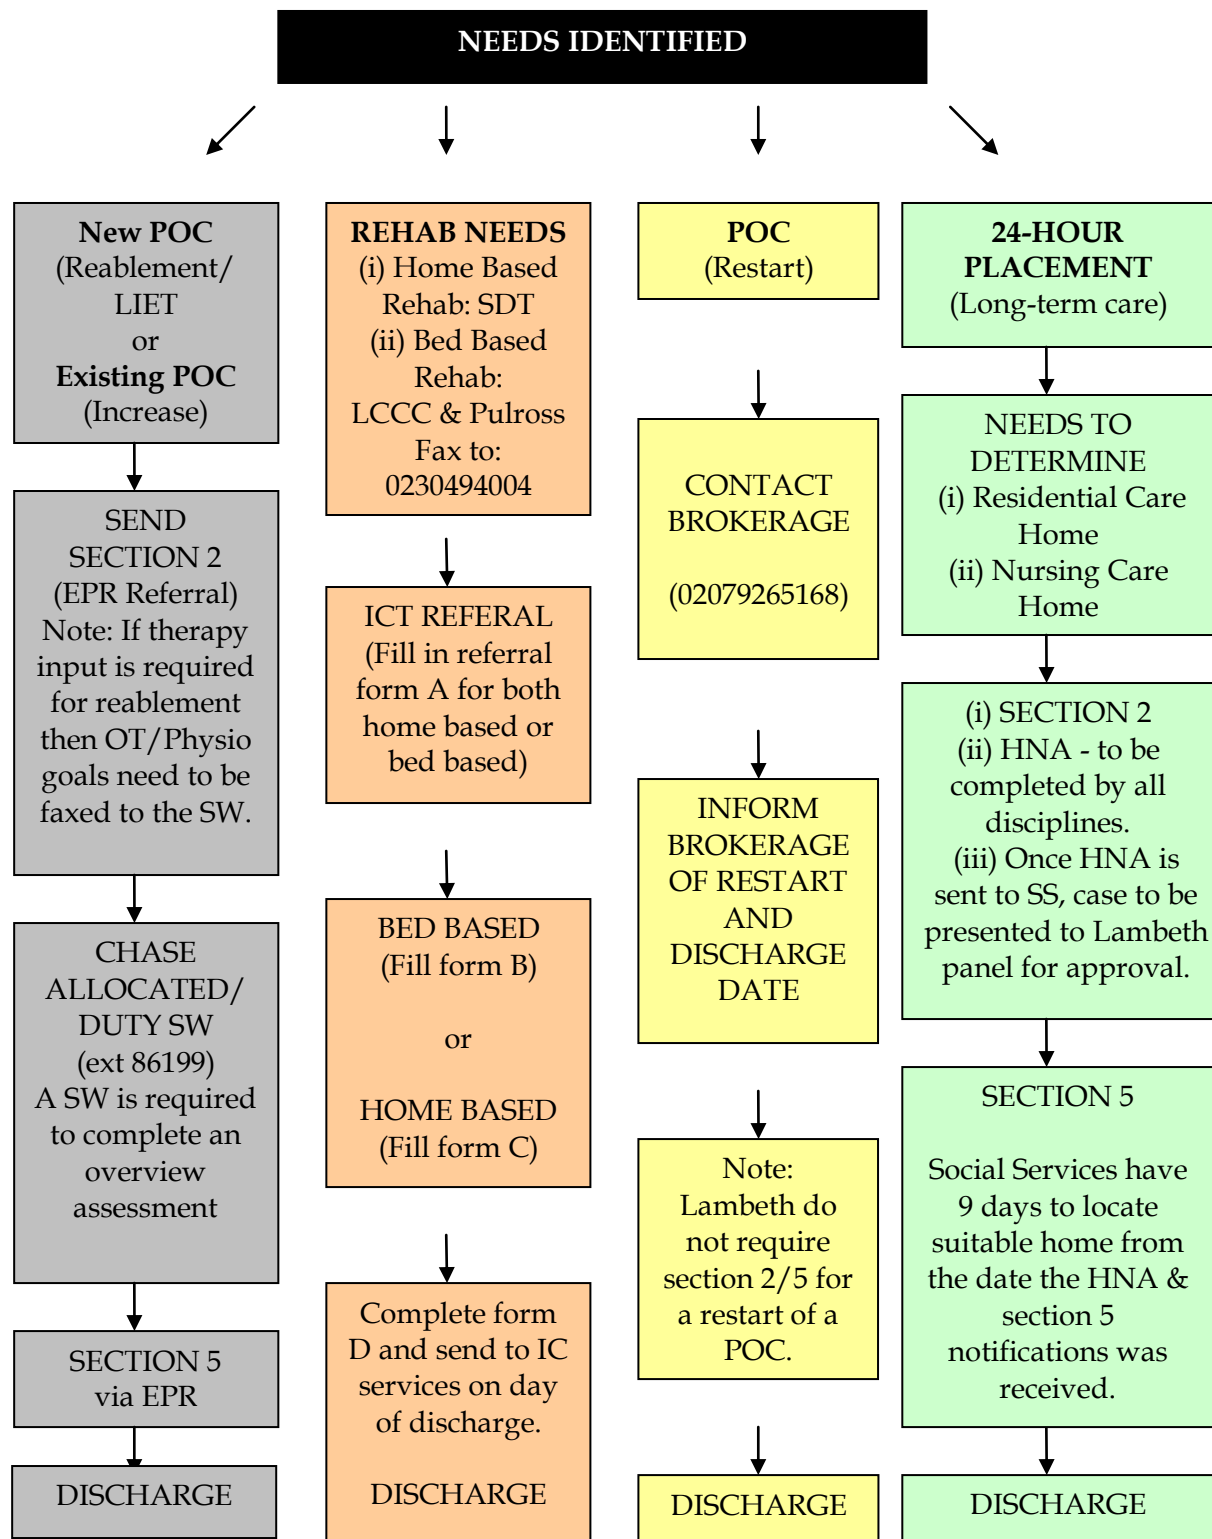 NEEDS IDENTIFIED
New POC
(Reablement/
LIET
or
Existing POC
(Increase)
SEND
SECTION 2
(EPR Referral)
Note: If therapy
input is required
for reablement
then OT/Physio
goals need to be
faxed to the SW.
CHASE
ALLOCATED/
DUTY SW
(ext 86199)
A SW is required
to complete an
overview
assessment
SECTION 5
via EPR
DISCHARGE
REHAB NEEDS
(i) Home Based
Rehab: SDT
(ii) Bed Based
Rehab:
LCCC & Pulross
Fax to:
0230494004
ICT REFERAL
(Fill in referral
form A for both
home based or
bed based)
BED BASED
(Fill form B)
or
HOME BASED
(Fill form C)
Complete form
D and send to IC
services on day
of discharge.
DISCHARGE
POC
(Restart)
CONTACT
BROKERAGE
(02079265168)
INFORM
BROKERAGE
OF RESTART
AND
DISCHARGE
DATE
Note:
Lambeth do
not require
section 2/5 for
a restart of a
POC.
DISCHARGE
24-HOUR
PLACEMENT
(Long-term care)
NEEDS TO
DETERMINE
(i) Residential Care
Home
(ii) Nursing Care
Home
(i) SECTION 2
(ii) HNA - to be
completed by all
disciplines.
(iii) Once HNA is
sent to SS, case to be
presented to Lambeth
panel for approval.
SECTION 5
Social Services have
9 days to locate
suitable home from
the date the HNA &
section 5
notifications was
received.
DISCHARGE